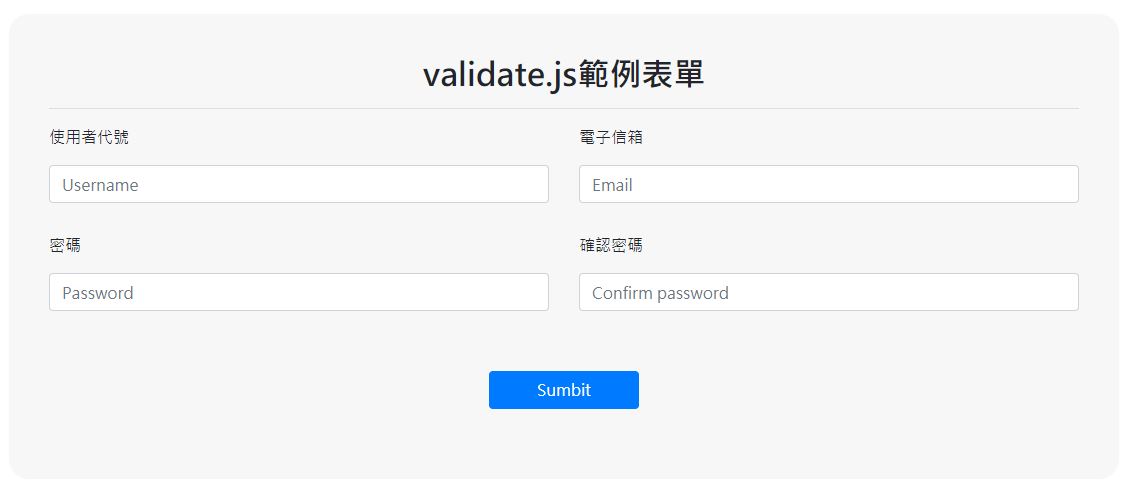 validate.js範例表單
使用者代號
電子信箱
Username
Email
密碼
確認密碼
Password
Confirm password
Sumbit